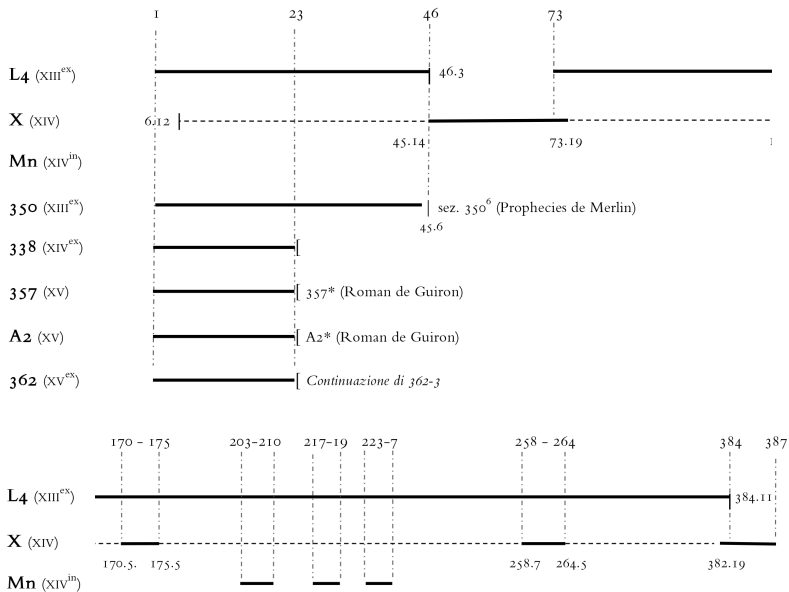 1 23 46 73
L4 (XIIIex) 46.3
X (XIV) 6.12
45.14 73.19 1
Mn (XIVin)
350 (XIIIex) sez. 350⁶ (Prophecies de Merlin)
45.6
338 (XIVex) [
357 (XV) [ 357* (Roman de Guiron)
A2 (XV) [ A2* (Roman de Guiron)
362 (XVex) [ Continuazione di 362-3
170 – 175 203-210 217-19 223-7 258 – 264 384 387
L4 (XIIIex) 384.11
X (XIV)
170.5. 175.5 258.7 264.5 382.19
Mn (XIVin)